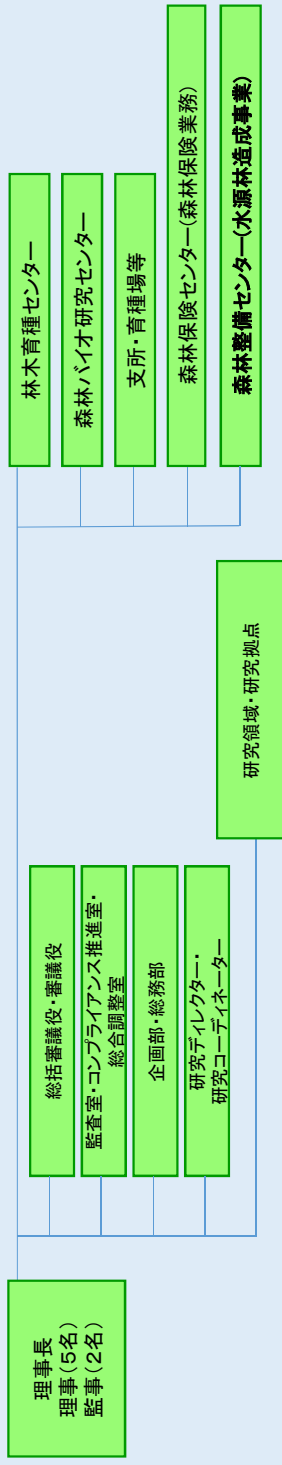 理事長
理事(5名)
監事(2名)
総括審議役・審議役
監査室・コンプライアンス推進室・
総合調整室
企画部・総務部
研究ディレクター・
研究コーディネーター
研究領域・研究拠点
林木育種センター
森林バイオ研究センター
支所・育種場等
森林保険センター(森林保険業務)
森林整備センター(水源林造成事業)